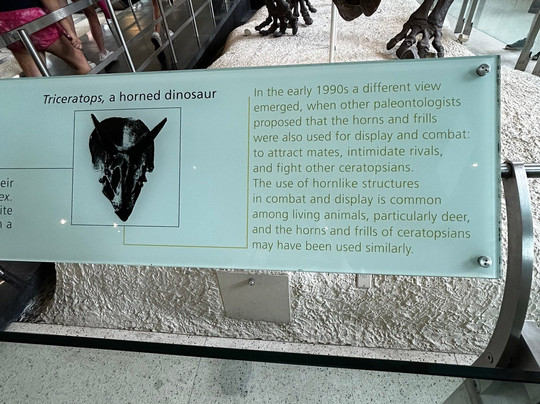 Triceratops, a horned dinosaur
eir
ex.
ite
a
In the early 1990s a different view
emerged, when other paleontologists
proposed that the horns and frills
were also used for display and combat:
to attract mates, intimidate rivals,
and fight other ceratopsians.
The use of hornlike structures
in combat and display is common
among living animals, particularly deer,
and the horns and frills of ceratopsians
may have been used similarly.